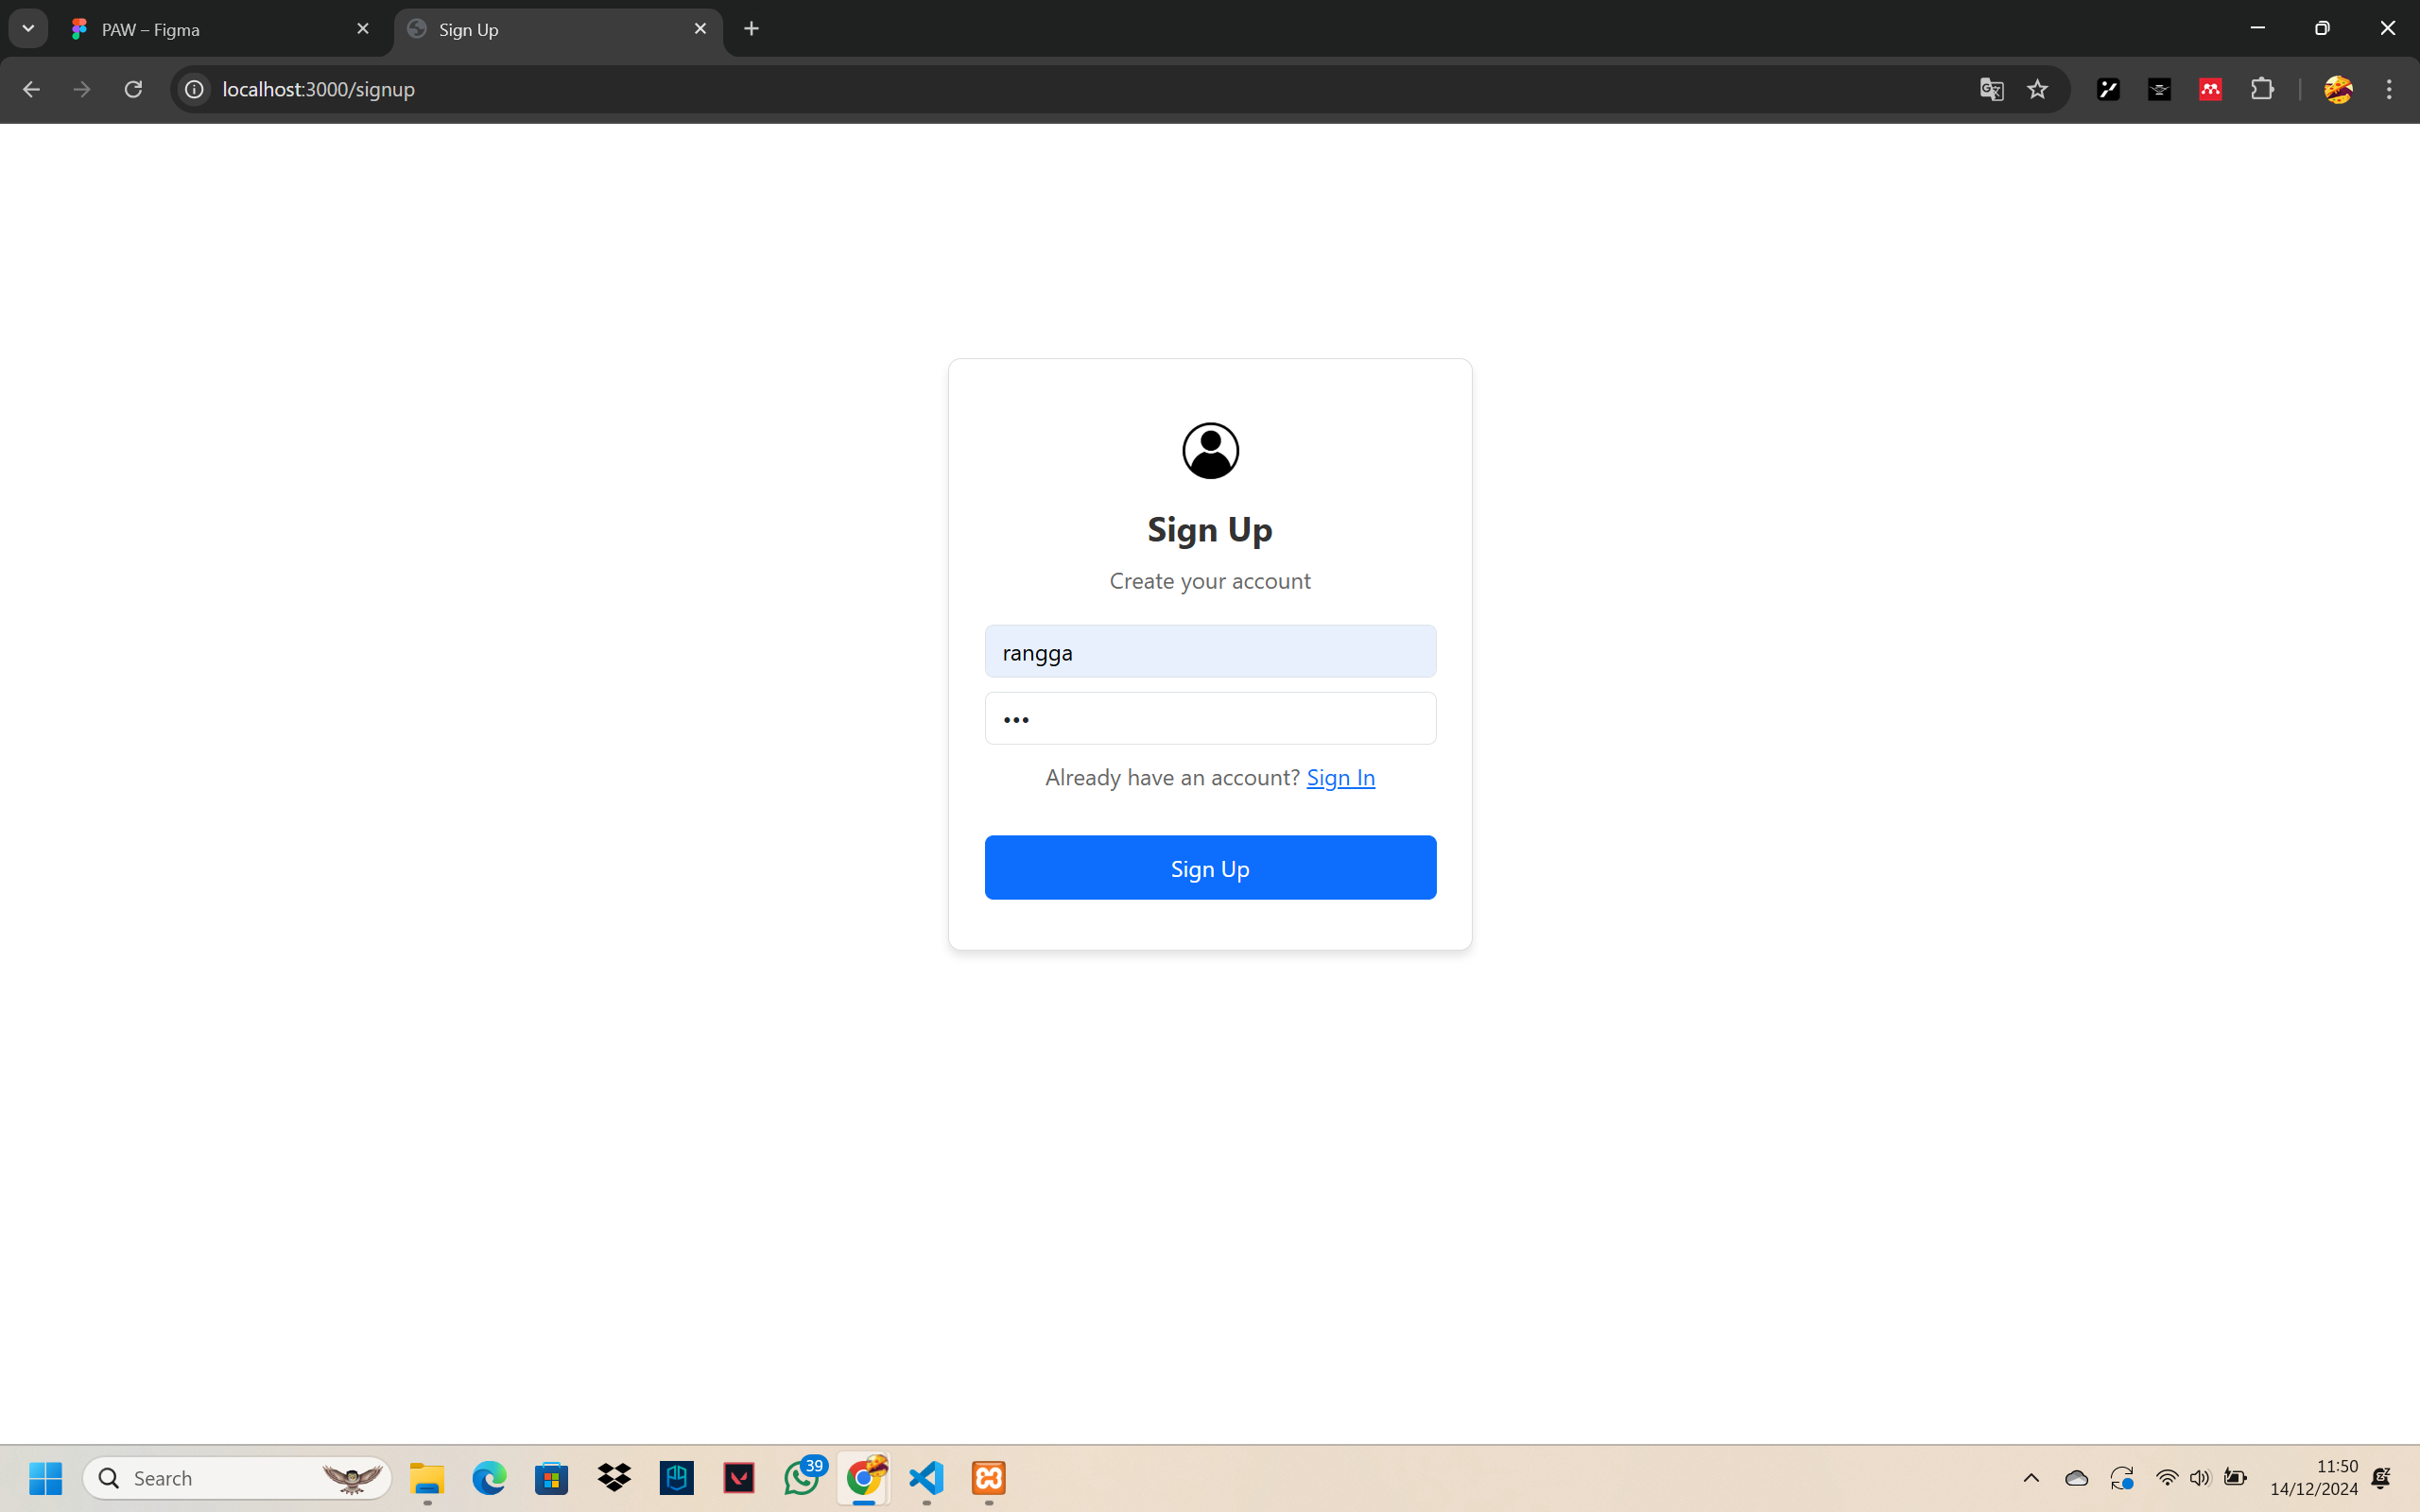 PAW – Figma
Sign Up
localhost:3000/signup
Sign Up
Create your account
rangga
•••
Already have an account? Sign In
Sign Up
Search
39
11:50
14/12/2024